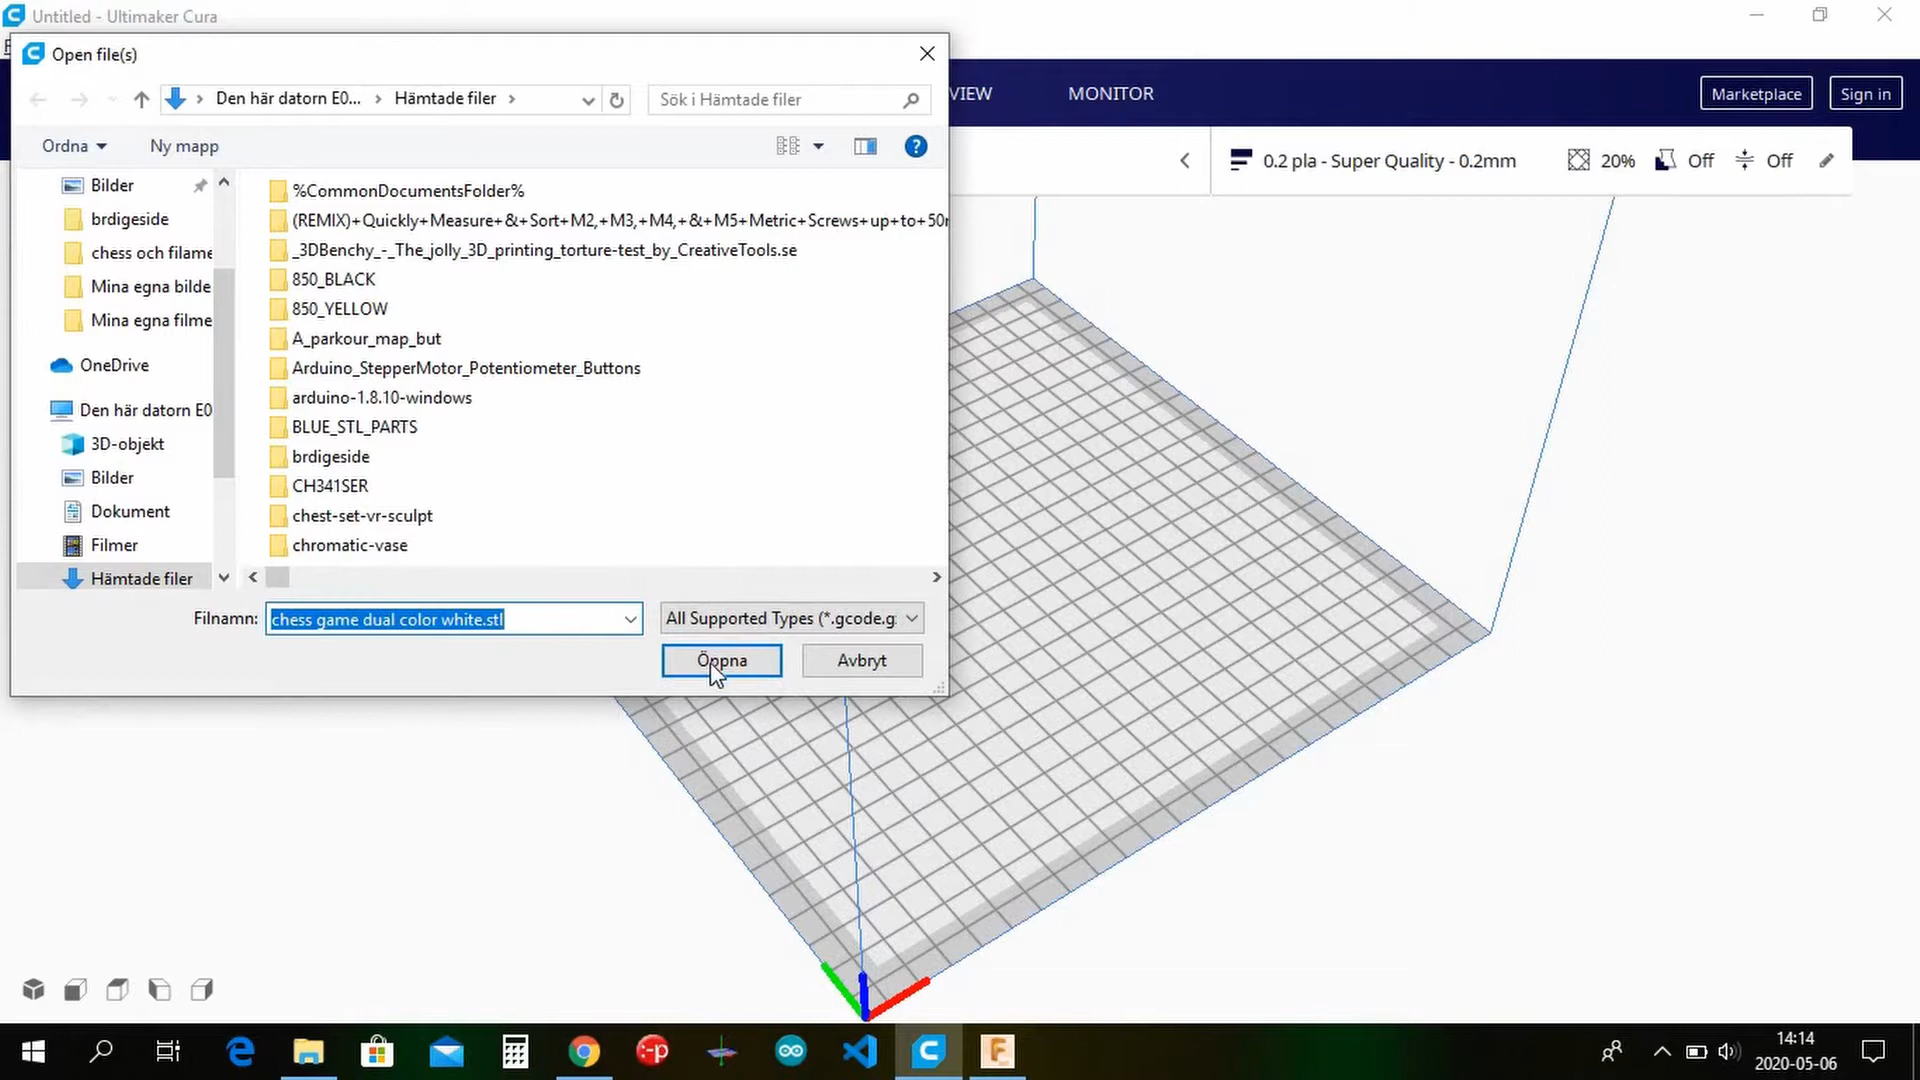 Untitled - Ultimaker Cura
Open file(s)
Den här datorn E0...
Hämtade filer
Sök i Hämtade filer
VIEW
MONITOR
Marketplace
Sign in
Ordna
Ny mapp
0.2 pla - Super Quality - 0.2mm
20%
Off
Off
Bilder
brdigeside
chess och filame
Mina egna bilde
Mina egna filme
OneDrive
Den här datorn E0
3D-objekt
Bilder
Dokument
Filmer
Hämtade filer
%CommonDocumentsFolder%
(REMIX)+Quickly+Measure+&+Sort+M2,+M3,+M4,+&+M5+Metric+Screws+up+to+50
_3DBenchy_-_The_jolly_3D_printing_torture-test_by_CreativeTools.se
850_BLACK
850_YELLOW
A_parkour_map_but
Arduino_StepperMotor_Potentiometer_Buttons
arduino-1.8.10-windows
BLUE_STL_PARTS
brdigeside
CH341SER
chest-set-vr-sculpt
chromatic-vase
Filnamn:
chess game dual color white.stl
All Supported Types (*.gcode.g
Öppna
Avbryt
14:14
2020-05-06